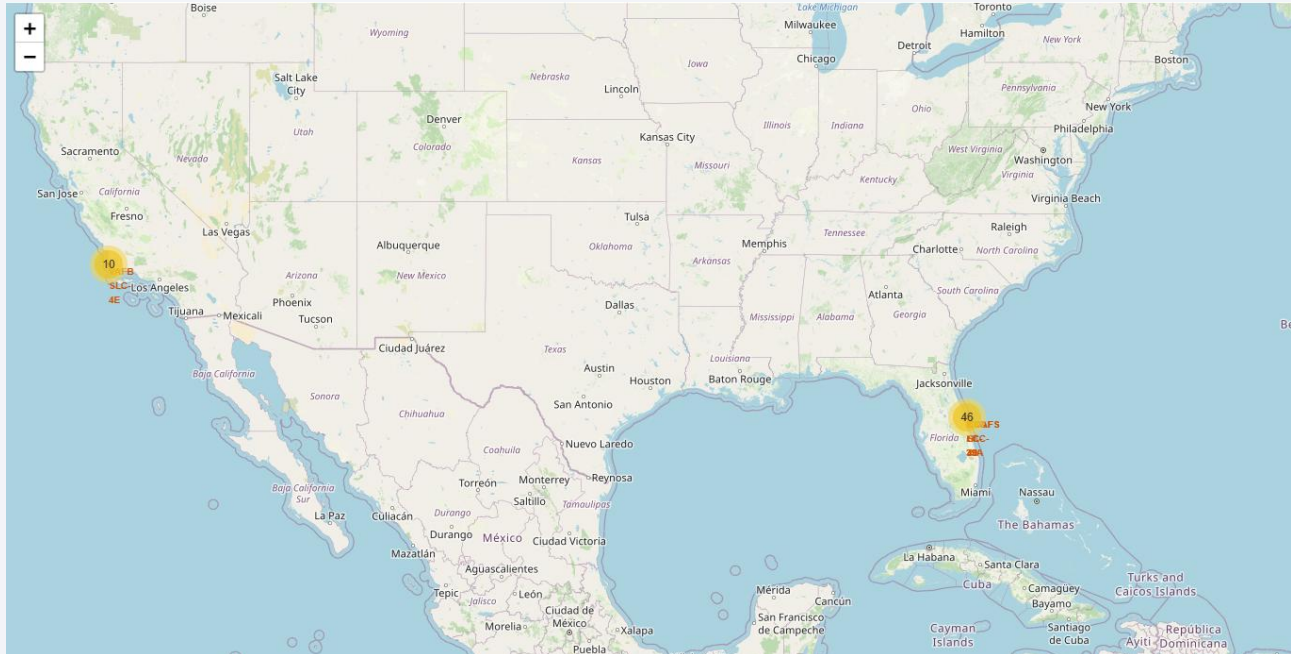 Boise
Lake Michigan
Toronto
+
Wyoming
Milwaukee
Hamilton
New York
Detroit
Iowa
Boston
−
Chicago
Salt Lake
City
Nebraska
Lincoln
Pennsylvania
New York
Ohio
Denver
Illinois
Indiana
Philadelphia
Utah
Kansas City
Sacramento
Nevada
Colorado
Kansas
Missouri
West Virginia
Washington
Kentucky
Virginia
San Jose
California
Virginia Beach
Fresno
Las Vegas
Tulsa
Raleigh
Albuquerque
Oklahoma
Memphis
Tennessee
Charlotte
North Carolina
10
Arizona
New Mexico
Arkansas
SLC-
Los Angeles
South Carolina
4E
Phoenix
Atlanta
Tijuana
Mexicali
Tucson
Dallas
Mississippi
Alabama
Georgia
Ciudad Juárez
Texas
Louisiana
Baja California
Austin
Houston
Baton Rouge
Jacksonville
Sonora
San Antonio
Chihuahua
46
Florida
Coahuila
Nuevo Laredo
Baja California
Sur
Torreón
Monterrey
Reynosa
Miami
Nassau
Saltillo
Tamaulipas
La Paz
Culiacán
Durango
The Bahamas
Durango
México
Ciudad Victoria
Mazatlán
La Habana
Santa Clara
Aguascalientes
Cuba
Camagüey
Turks and
Caicos Islands
Tepic
Jalisco
León
Mérida
Cancún
Bayamo
Ciudad de
México
San Francisco
de Campeche
Morelia
Xalapa
Cayman
Islands
Santiago
de Cuba
República
Dominicana
Ayiti
Puebla